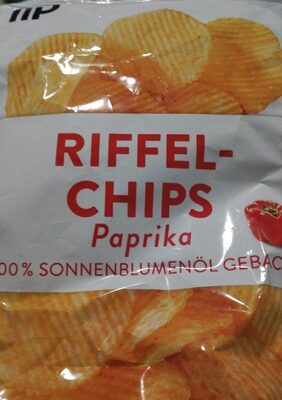 RIFFEL-
CHIPS
Paprika
00% SONNENBLUMENÖL GEBAC